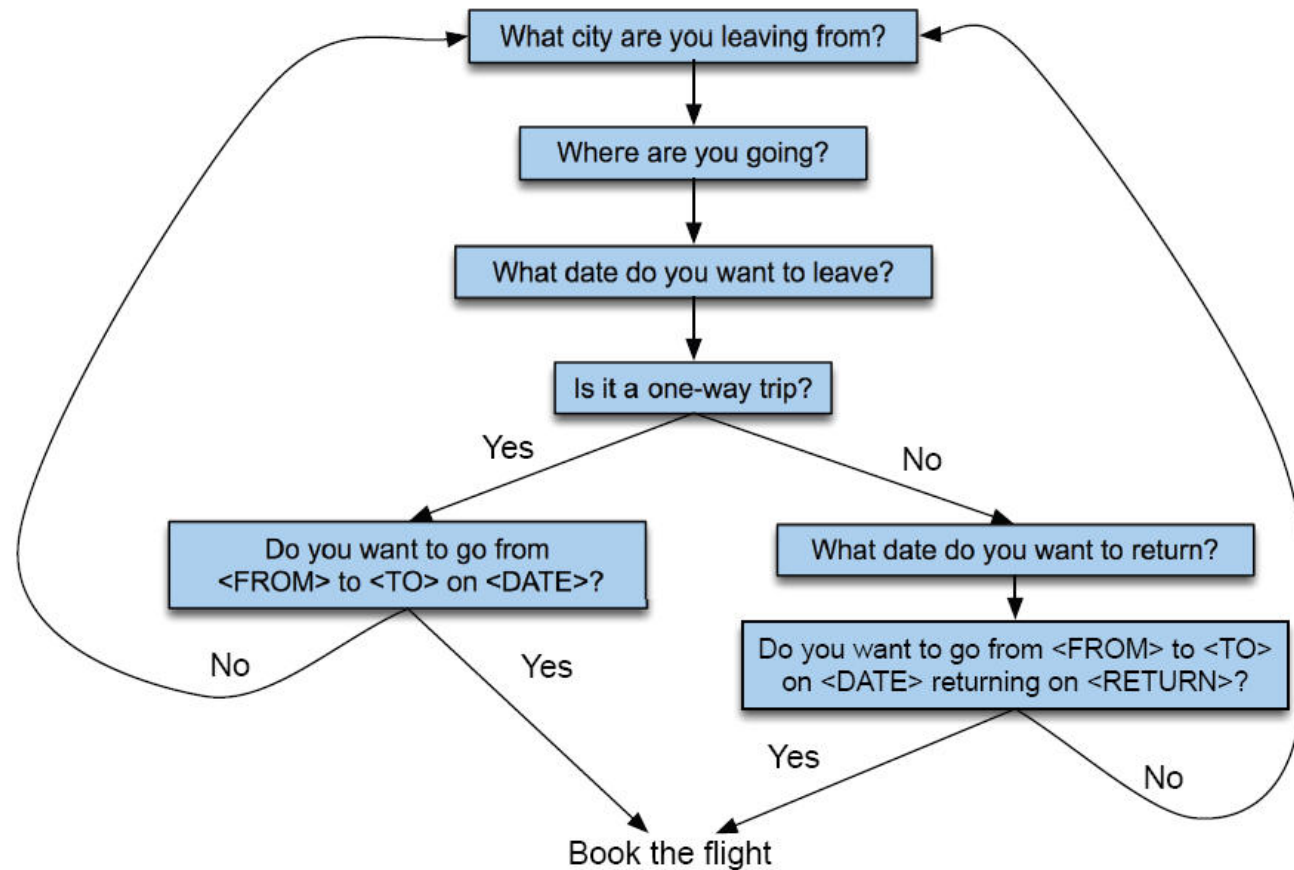 What city are you leaving from?
Where are you going?
What date do you want to leave?
Is it a one-way trip?
Yes
No
Do you want to go from
<FROM> to <TO> on <DATE>?
What date do you want to return?
No
Yes
Do you want to go from <FROM> to <TO>
on <DATE> returning on <RETURN>?
Yes
No
Book the flight